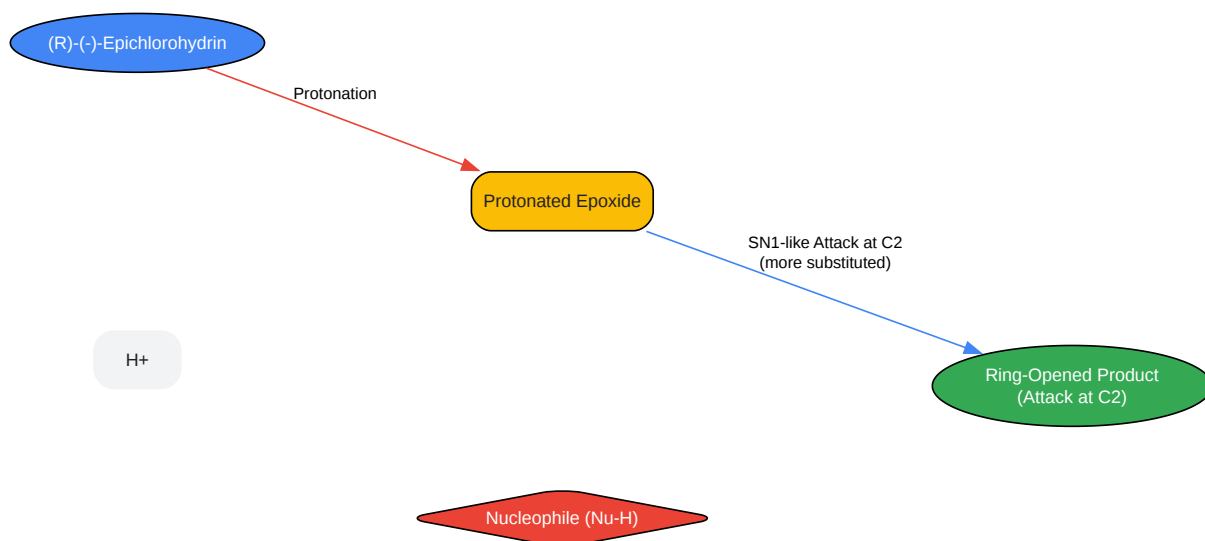 (R)-(-)-Epichlorohydrin
Protonation
Protonated Epoxide
SN1-like Attack at C2
(more substituted)
H+
Ring-Opened Product
(Attack at C2)
Nucleophile (Nu-H)